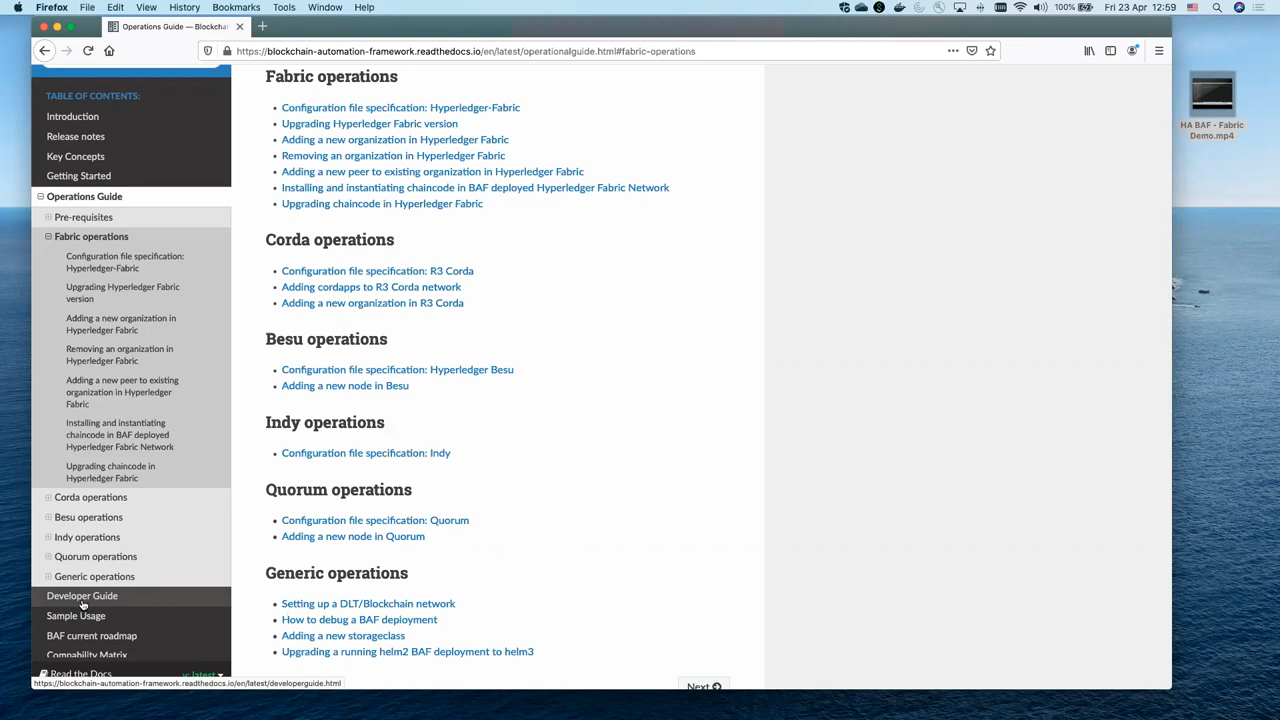 Firefox File Edit View History Bookmarks Tools Window Help
100% Fri 23 Apr 12:59
Operations Guide — Blockcha
https://blockchain-automation-framework.readthedocs.io/en/latest/operationalguide.html#fabric-operations
HA BAF - Fabric
Demo.mp4
TABLE OF CONTENTS:
Introduction
Release notes
Key Concepts
Getting Started
Operations Guide
Pre-requisites
Fabric operations
Configuration file specification:
Hyperledger-Fabric
Upgrading Hyperledger Fabric
version
Adding a new organization in
Hyperledger Fabric
Removing an organization in
Hyperledger Fabric
Adding a new peer to existing
organization in Hyperledger
Fabric
Installing and instantiating
chaincode in BAF deployed
Hyperledger Fabric Network
Upgrading chaincode in
Hyperledger Fabric
Corda operations
Besu operations
Indy operations
Quorum operations
Generic operations
Developer Guide
Sample Usage
BAF current roadmap
Compability Matrix
Read the Docs
v: latest
https://blockchain-automation-framework.readthedocs.io/en/latest/developerguide.html
Fabric operations
Configuration file specification: Hyperledger-Fabric
Upgrading Hyperledger Fabric version
Adding a new organization in Hyperledger Fabric
Removing an organization in Hyperledger Fabric
Adding a new peer to existing organization in Hyperledger Fabric
Installing and instantiating chaincode in BAF deployed Hyperledger Fabric Network
Upgrading chaincode in Hyperledger Fabric
Corda operations
Configuration file specification: R3 Corda
Adding cordapps to R3 Corda network
Adding a new organization in R3 Corda
Besu operations
Configuration file specification: Hyperledger Besu
Adding a new node in Besu
Indy operations
Configuration file specification: Indy
Quorum operations
Configuration file specification: Quorum
Adding a new node in Quorum
Generic operations
Setting up a DLT/Blockchain network
How to debug a BAF deployment
Adding a new storageclass
Upgrading a running helm2 BAF deployment to helm3
Next